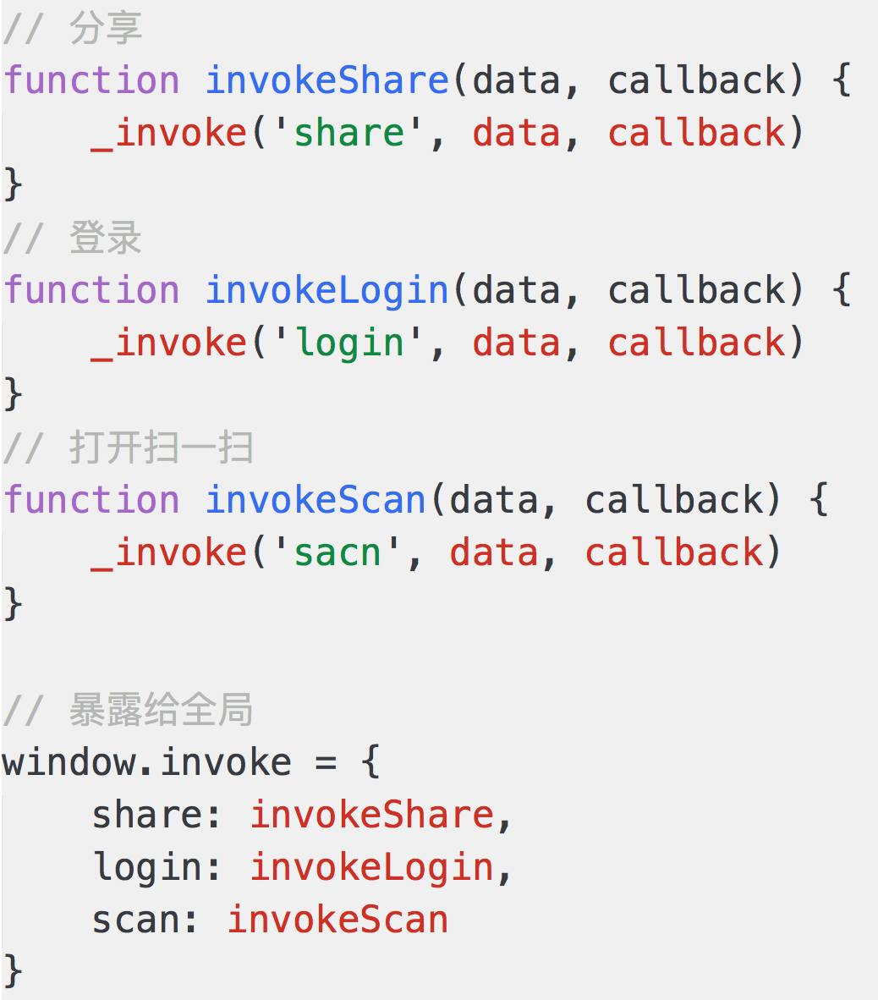 // 分享
function invokeShare(data, callback) {
    _invoke('share', data, callback)
}
// 登录
function invokeLogin(data, callback) {
    _invoke('login', data, callback)
}
// 打开扫一扫
function invokeScan(data, callback) {
    _invoke('sacn', data, callback)
}

// 暴露给全局
window.invoke = {
    share: invokeShare,
    login: invokeLogin,
    scan: invokeScan
}